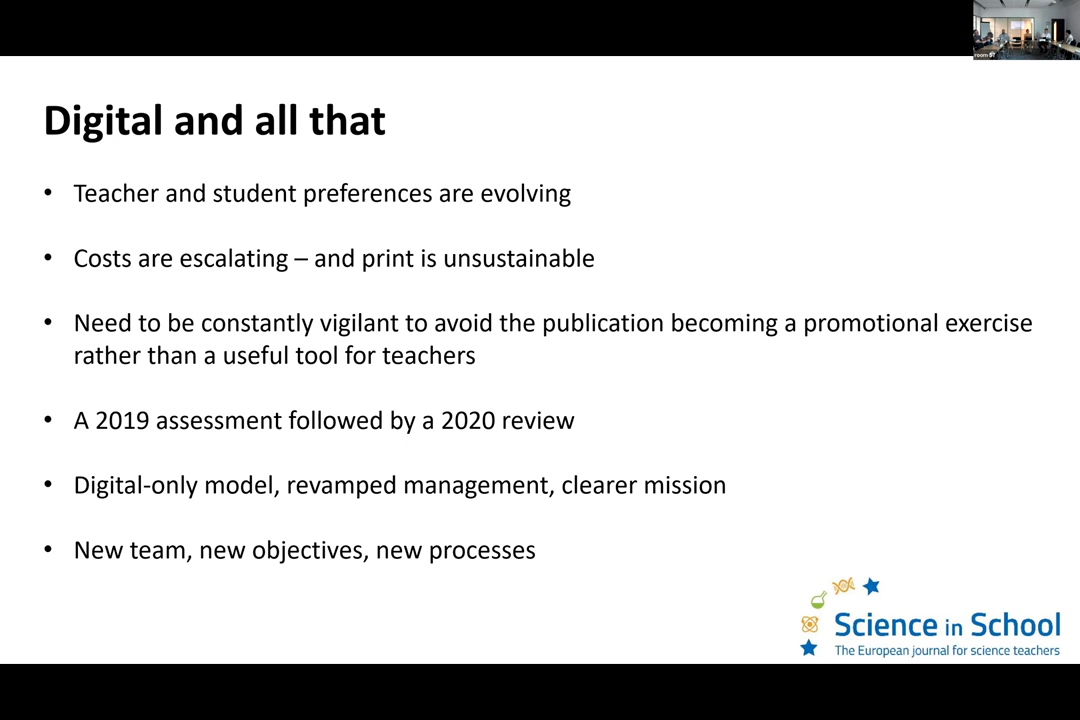 Digital and all that
• Teacher and student preferences are evolving
• Costs are escalating – and print is unsustainable
• Need to be constantly vigilant to avoid the publication becoming a promotional exercise
rather than a useful tool for teachers
• A 2019 assessment followed by a 2020 review
• Digital-only model, revamped management, clearer mission
• New team, new objectives, new processes
Science in School
The European journal for science teachers